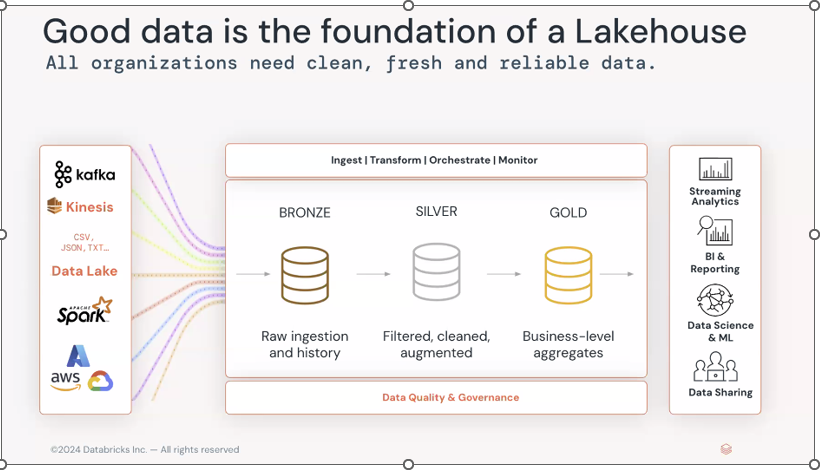 Good data is the foundation of a Lakehouse
All organizations need clean, fresh and reliable data.
kafka
Kinesis
CSV,
JSON,TXT…
Data Lake
APACHE
Spark
aws
Ingest | Transform | Orchestrate | Monitor
BRONZE
SILVER
GOLD
Raw ingestion
and history
Filtered, cleaned,
augmented
Business-level
aggregates
Data Quality & Governance
Streaming
Analytics
BI &
Reporting
Data Science
& ML
Data Sharing
©2024 Databricks Inc. — All rights reserved